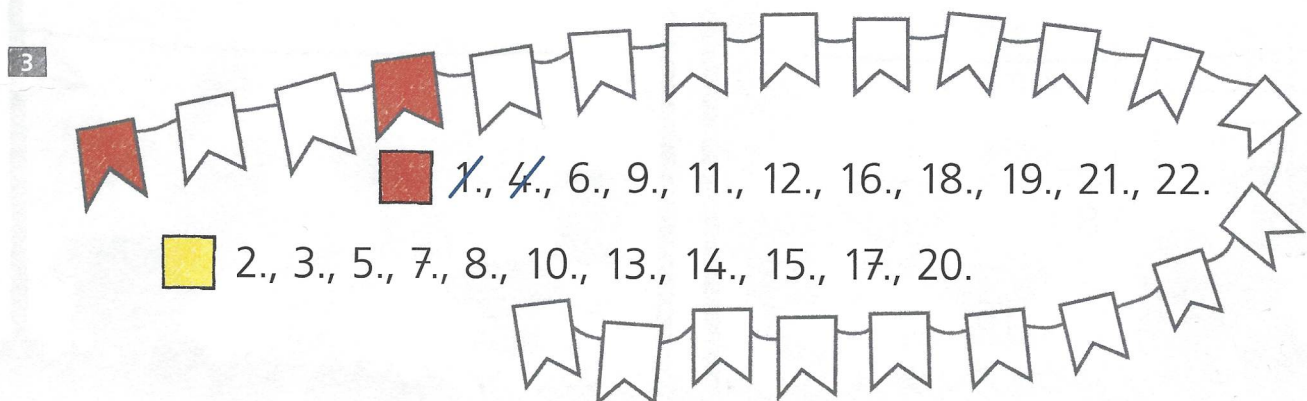 3
1., 4., 6., 9., 11., 12., 16., 18., 19., 21., 22.
2., 3., 5., 7., 8., 10., 13., 14., 15., 17., 20.